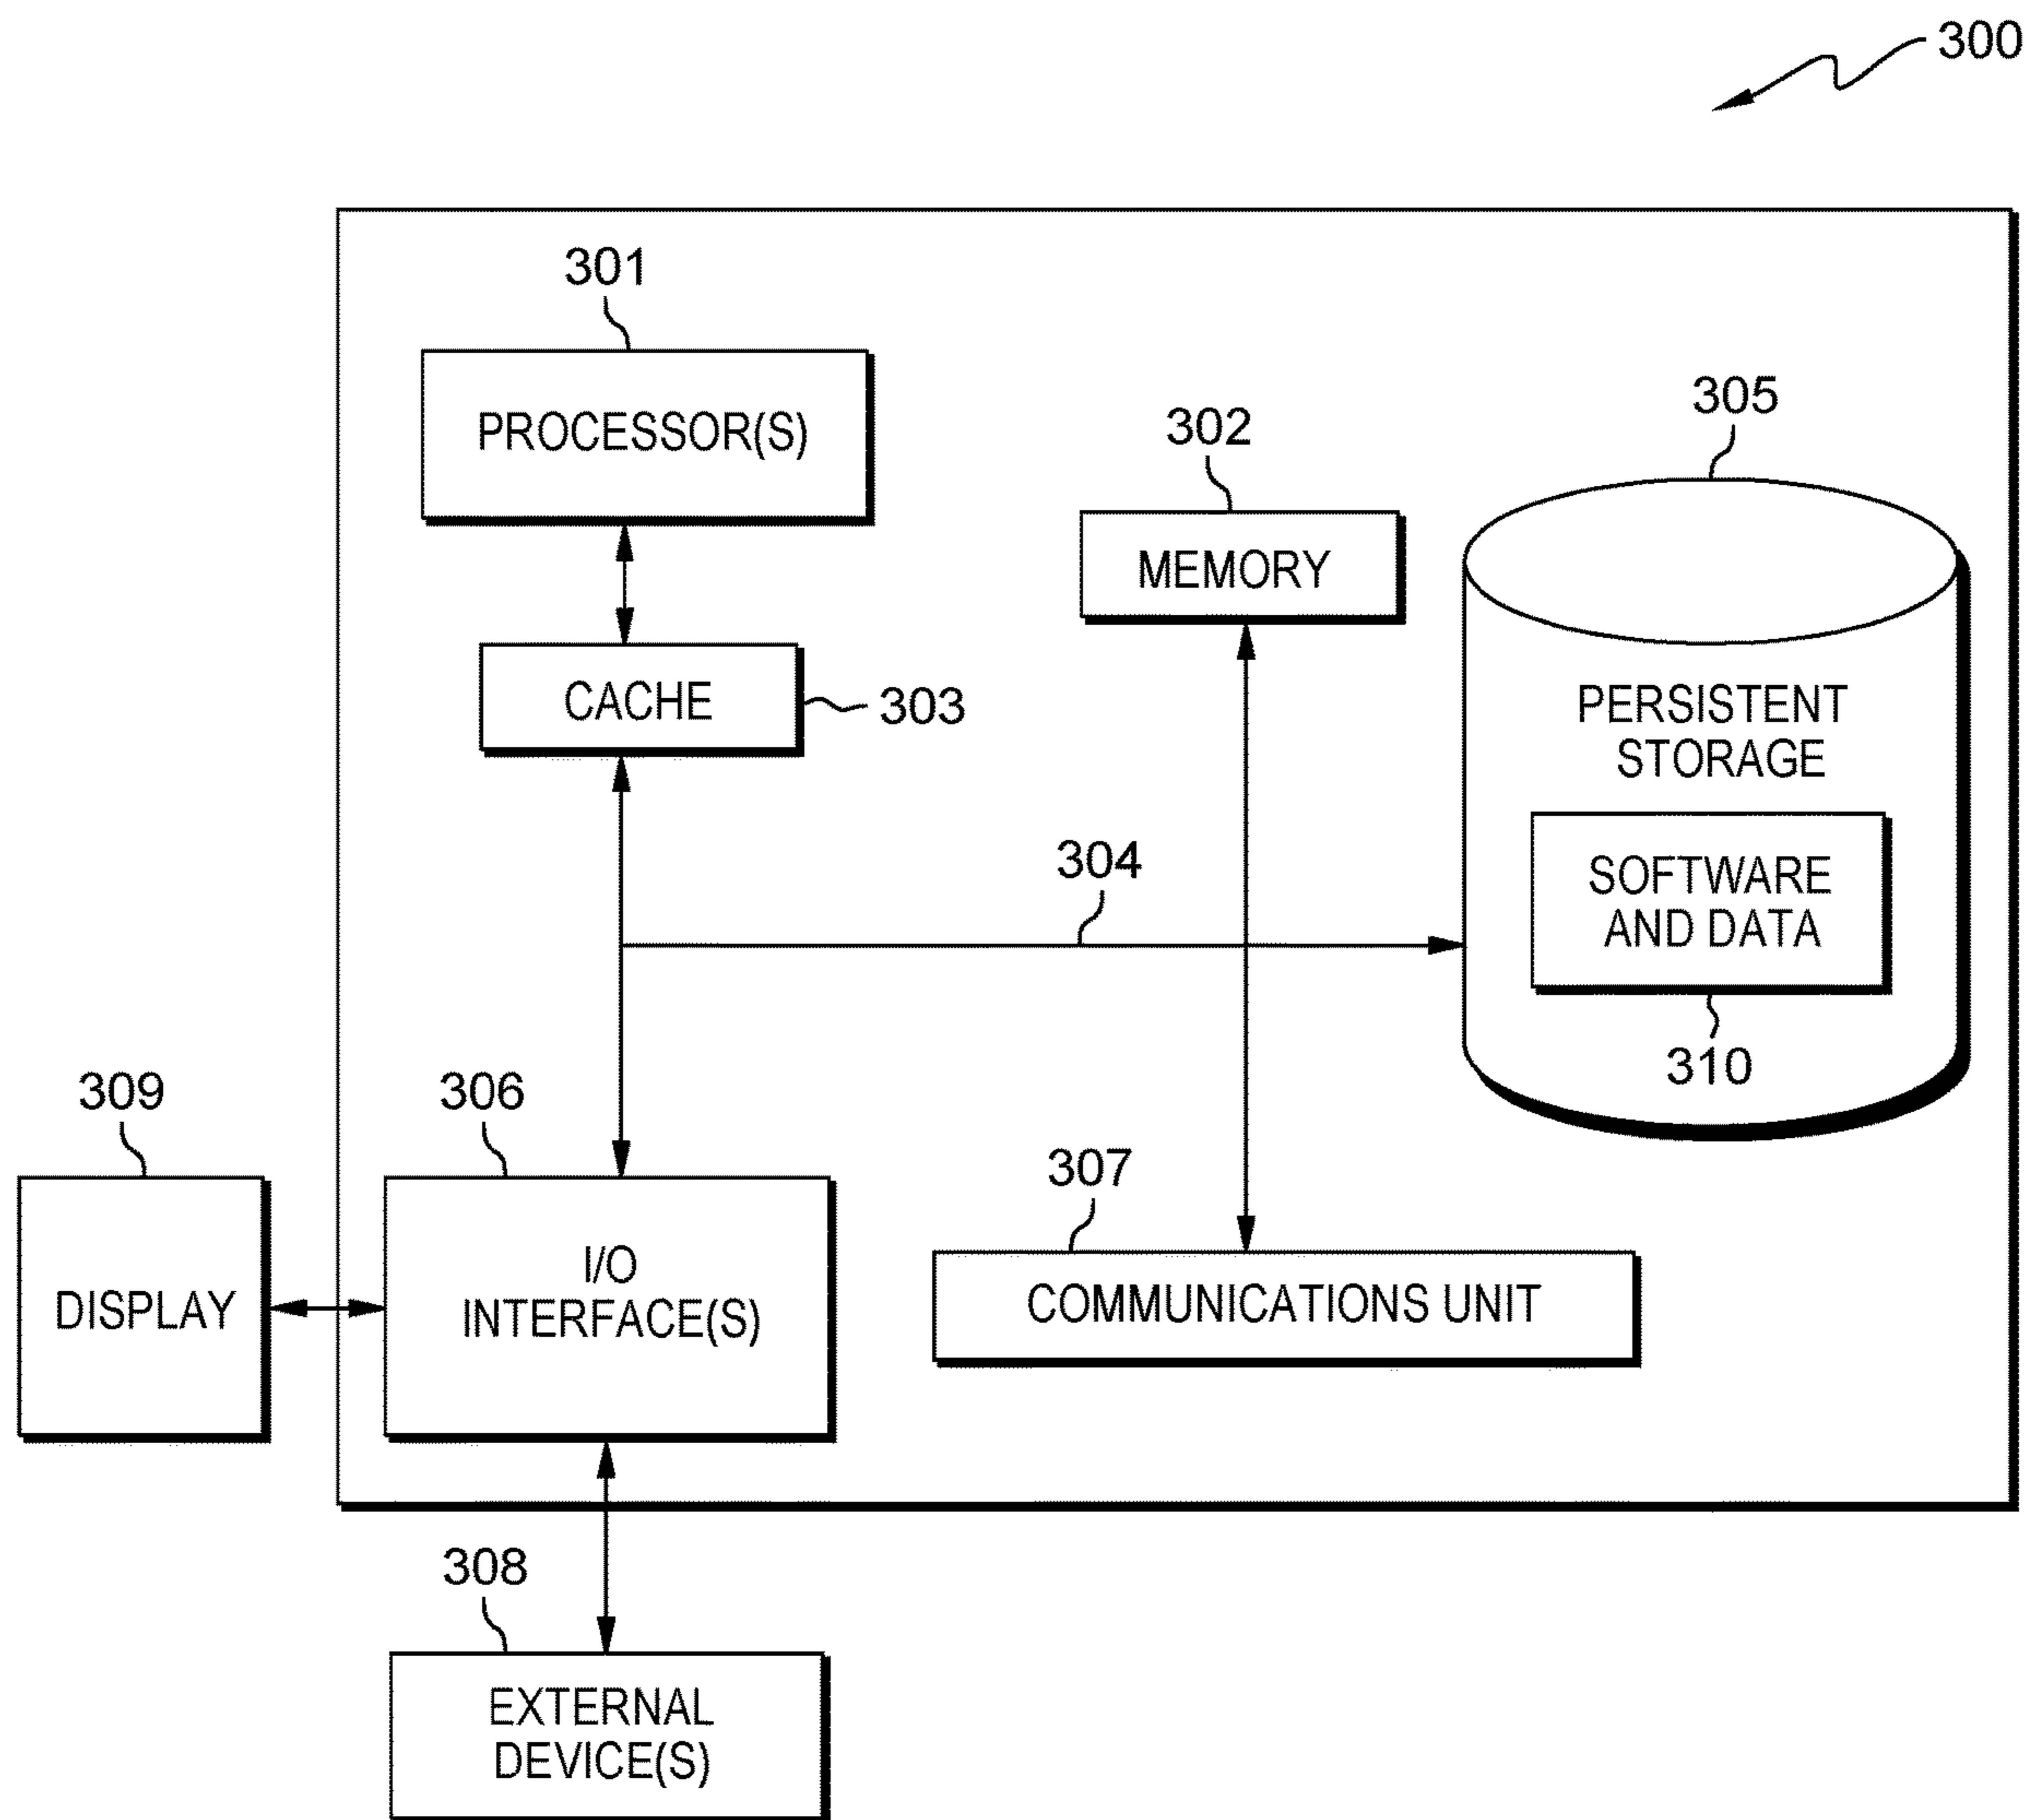 300
301
PROCESSOR(S)
302
MEMORY
305
PERSISTENT
STORAGE
CACHE
303
304
SOFTWARE
AND DATA
310
309
DISPLAY
306
I/O
INTERFACE(S)
307
COMMUNICATIONS UNIT
308
EXTERNAL
DEVICE(S)